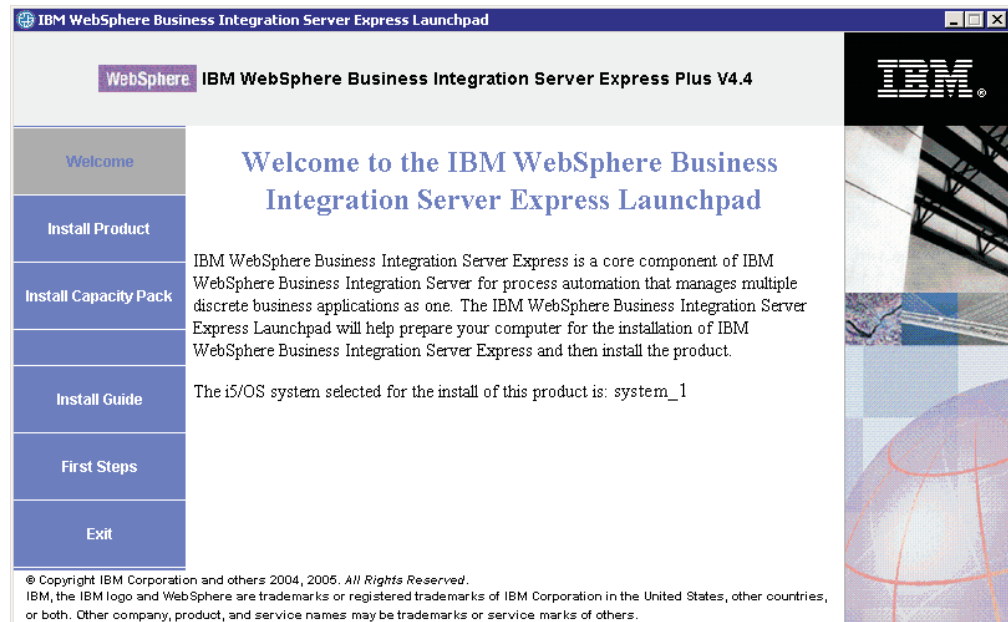 IBM WebSphere Business Integration Server Express Launchpad
WebSphere IBM WebSphere Business Integration Server Express Plus V4.4
IBM®
Welcome
Install Product
Install Capacity Pack
Install Guide
First Steps
Exit
Welcome to the IBM WebSphere Business
Integration Server Express Launchpad
IBM WebSphere Business Integration Server Express is a core component of IBM
WebSphere Business Integration Server for process automation that manages multiple
discrete business applications as one. The IBM WebSphere Business Integration Server
Express Launchpad will help prepare your computer for the installation of IBM
WebSphere Business Integration Server Express and then install the product.
The i5/OS system selected for the install of this product is: system_1
© Copyright IBM Corporation and others 2004, 2005. All Rights Reserved.
IBM, the IBM logo and WebSphere are trademarks or registered trademarks of IBM Corporation in the United States, other countries,
or both. Other company, product, and service names may be trademarks or service marks of others.